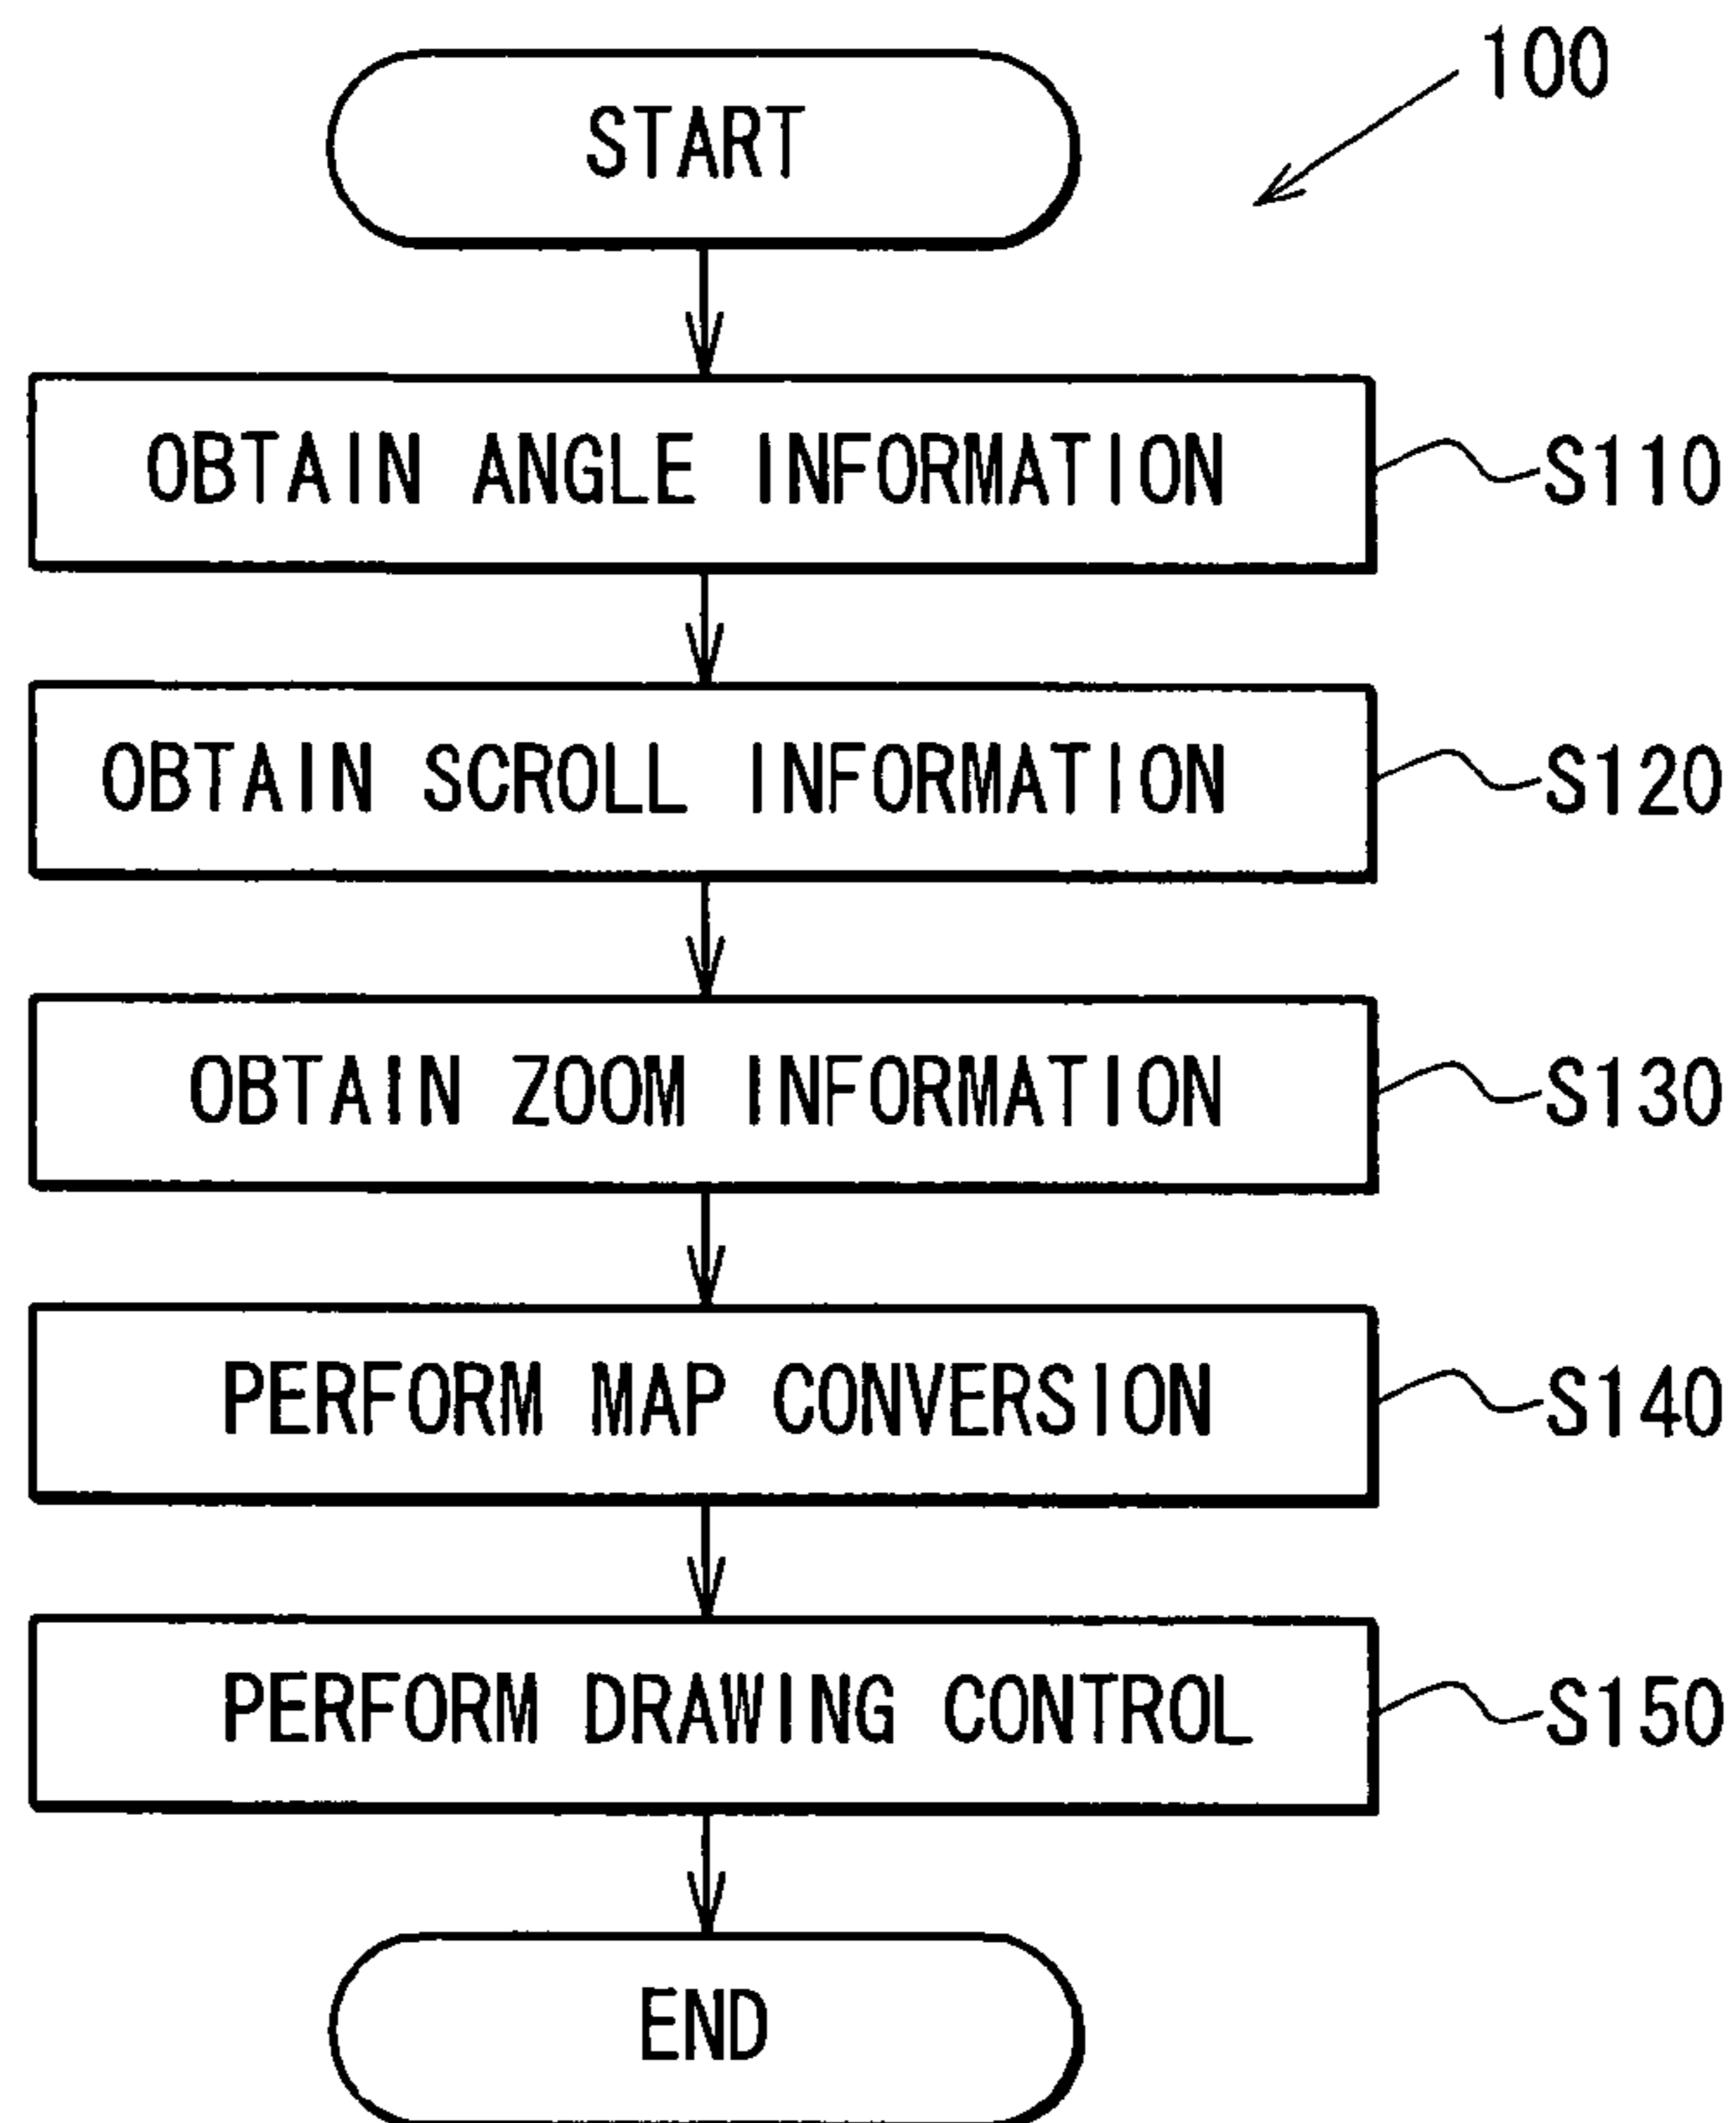 100
START
OBTAIN ANGLE INFORMATION
S110
OBTAIN SCROLL INFORMATION
S120
OBTAIN ZOOM INFORMATION
S130
PERFORM MAP CONVERSION
S140
PERFORM DRAWING CONTROL
S150
END